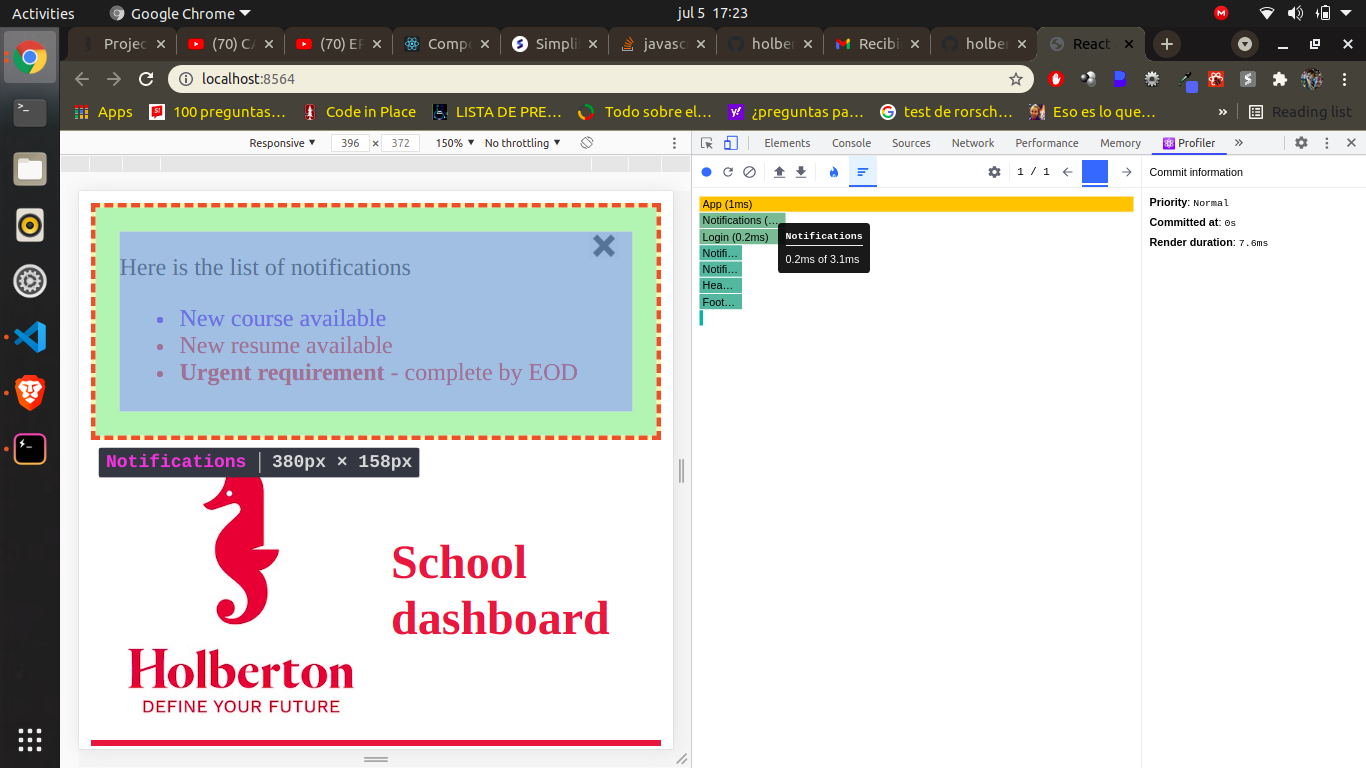 Activities Google Chrome jul 5 17:23
Projec (70) CA (70) EF Compo Simpli javasc holber Recibi holber React
localhost:8564
Apps 100 preguntas… Code in Place LISTA DE PRE… Todo sobre el… ¿preguntas pa… test de rorsch… Eso es lo que… » Reading list
Responsive 396 × 372 150% No throttling
Elements Console Sources Network Performance Memory Profiler »
1 / 1
Commit information
Priority: Normal
Committed at: 0s
Render duration: 7.6ms
App (1ms)
Notifications (…
Login (0.2ms)
Notifi…
Notifi…
Hea…
Foot…
Notifications
0.2ms of 3.1ms
Here is the list of notifications
New course available
New resume available
Urgent requirement - complete by EOD
Notifications | 380px × 158px
School
dashboard
Holberton
DEFINE YOUR FUTURE